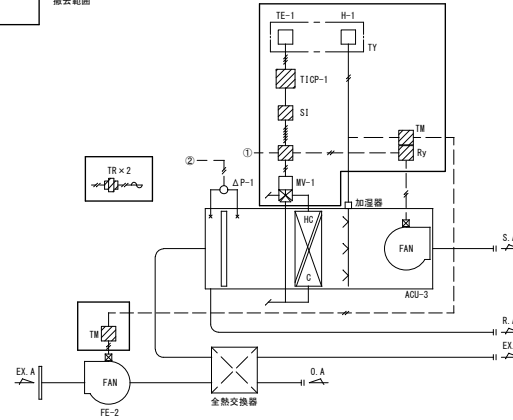 撤去範囲
TE-1
H-1
TY
TICP-1
SI
TM
①
Ry
②
TR×2
ΔP-1
MV-1
加湿器
HC
FAN
S.A
C
ACU-3
R.A
TM
EX.A
EX.A
FAN
O.A
全熱交換器
FE-2